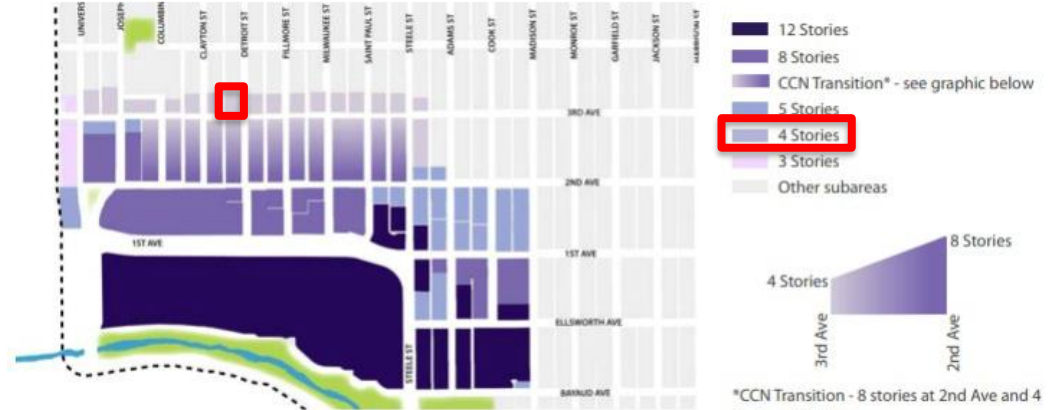 UNIVERS
JOSEPH
COLUMBIN
CLAYTON ST
DETROIT ST
FILLMORE ST
MILWAUKEE ST
SAINT PAUL ST
STEELE ST
ADAMS ST
COOK ST
MADISON ST
MONROE ST
GARFIELD ST
JACKSON ST
HARRISON ST
3RD AVE
2ND AVE
1ST AVE
1ST AVE
ELLSWORTH AVE
STEELE ST
BAYAUD AVE
12 Stories
8 Stories
CCN Transition* - see graphic below
5 Stories
4 Stories
3 Stories
Other subareas
8 Stories
4 Stories
3rd Ave
2nd Ave
*CCN Transition - 8 stories at 2nd Ave and 4